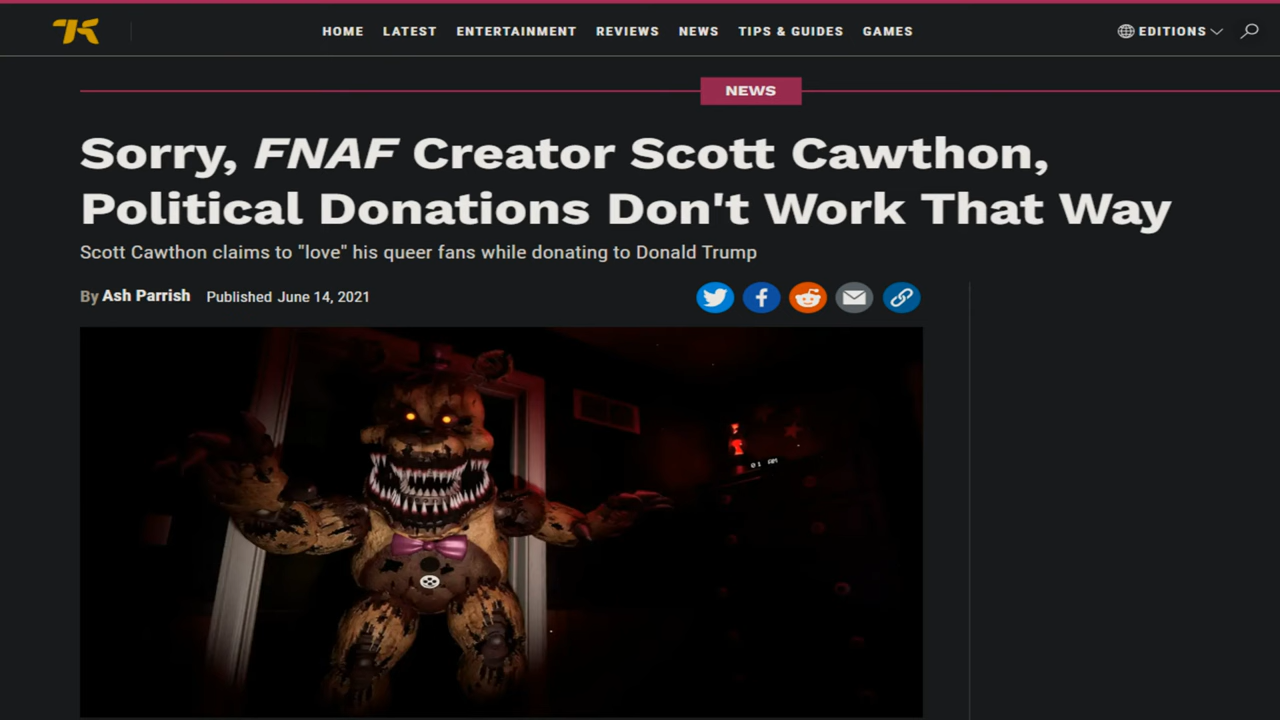 HOME LATEST ENTERTAINMENT REVIEWS NEWS TIPS & GUIDES GAMES EDITIONS
NEWS
Sorry, FNAF Creator Scott Cawthon,
Political Donations Don't Work That Way
Scott Cawthon claims to "love" his queer fans while donating to Donald Trump
By Ash Parrish Published June 14, 2021
01 AM